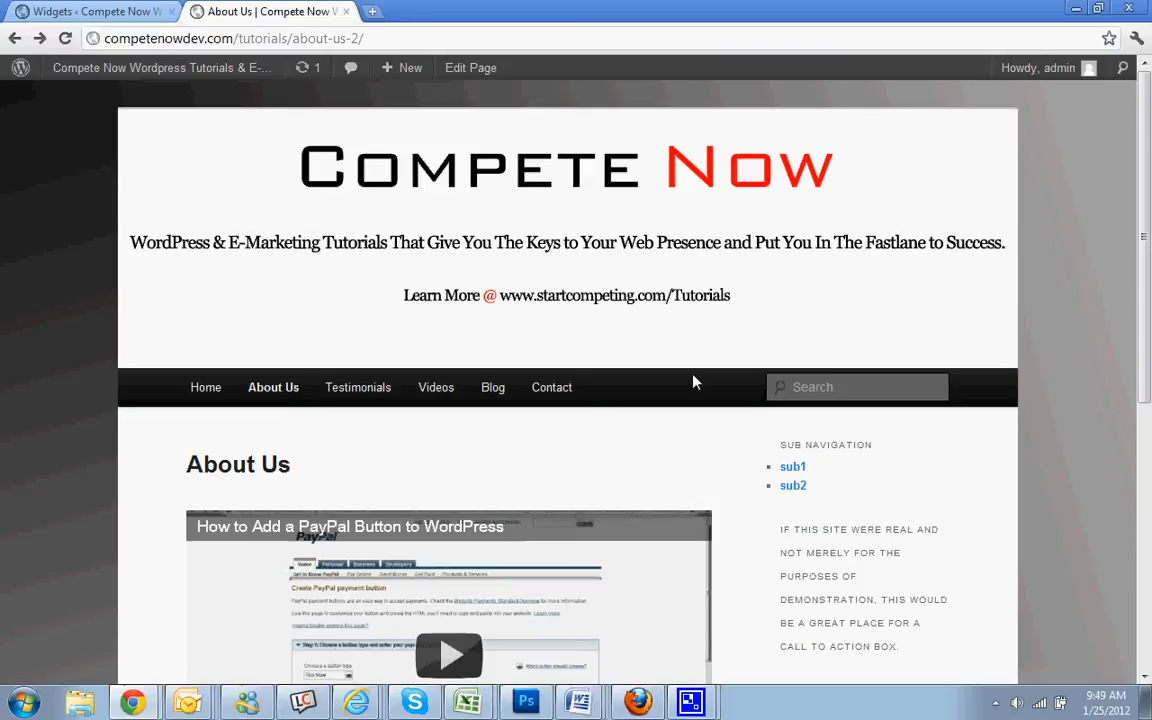 Widgets ‹ Compete Now W
About Us | Compete Now W
competenowdev.com/tutorials/about-us-2/
Compete Now Wordpress Tutorials & E-... 1 New Edit Page Howdy, admin
COMPETE NOW
WordPress & E-Marketing Tutorials That Give You The Keys to Your Web Presence and Put You In The Fastlane to Success.
Learn More @ www.startcompeting.com/Tutorials
Home About Us Testimonials Videos Blog Contact Search
About Us
How to Add a PayPal Button to WordPress
PayPal
Create PayPal payment button
SUB NAVIGATION
sub1
sub2
IF THIS SITE WERE REAL AND
NOT MERELY FOR THE
PURPOSES OF
DEMONSTRATION, THIS WOULD
BE A GREAT PLACE FOR A
CALL TO ACTION BOX.
9:49 AM
1/25/2012